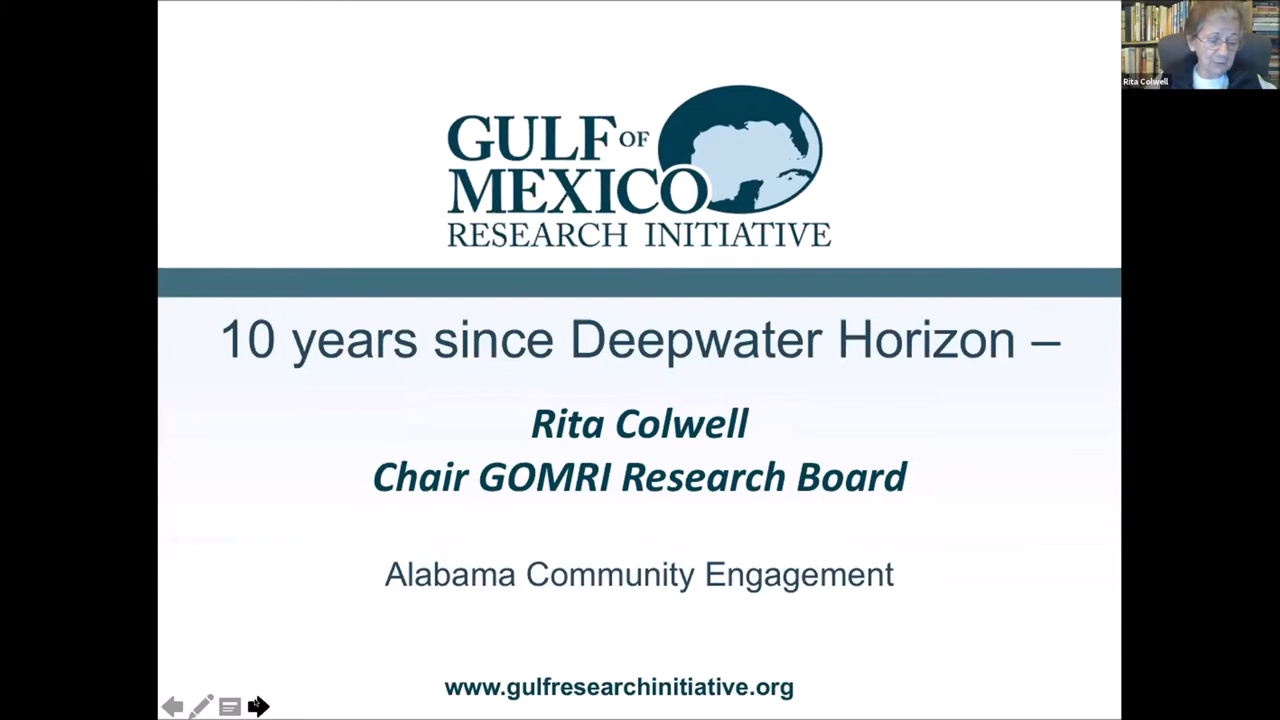 Rita Colwell
GULF OF
MEXICO
RESEARCH INITIATIVE
10 years since Deepwater Horizon –
Rita Colwell
Chair GOMRI Research Board
Alabama Community Engagement
www.gulfresearchinitiative.org